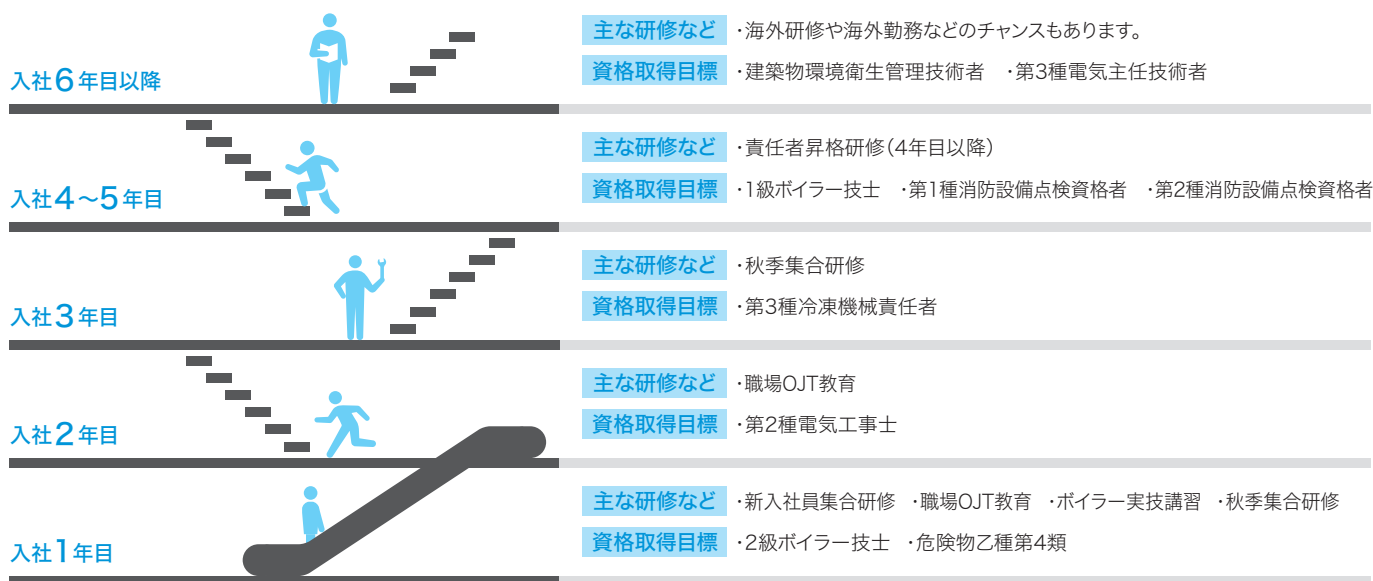 主な研修など ・海外研修や海外勤務などのチャンスもあります。
入社6年目以降
資格取得目標 ・建築物環境衛生管理技術者 ・第3種電気主任技術者
主な研修など ・責任者昇格研修(4年目以降)
入社4～5年目
資格取得目標 ・1級ボイラー技士 ・第1種消防設備点検資格者 ・第2種消防設備点検資格者
主な研修など ・秋季集合研修
入社3年目
資格取得目標 ・第3種冷凍機械責任者
主な研修など ・職場OJT教育
入社2年目
資格取得目標 ・第2種電気工事士
主な研修など ・新入社員集合研修 ・職場OJT教育 ・ボイラー実技講習 ・秋季集合研修
入社1年目
資格取得目標 ・2級ボイラー技士 ・危険物乙種第4類